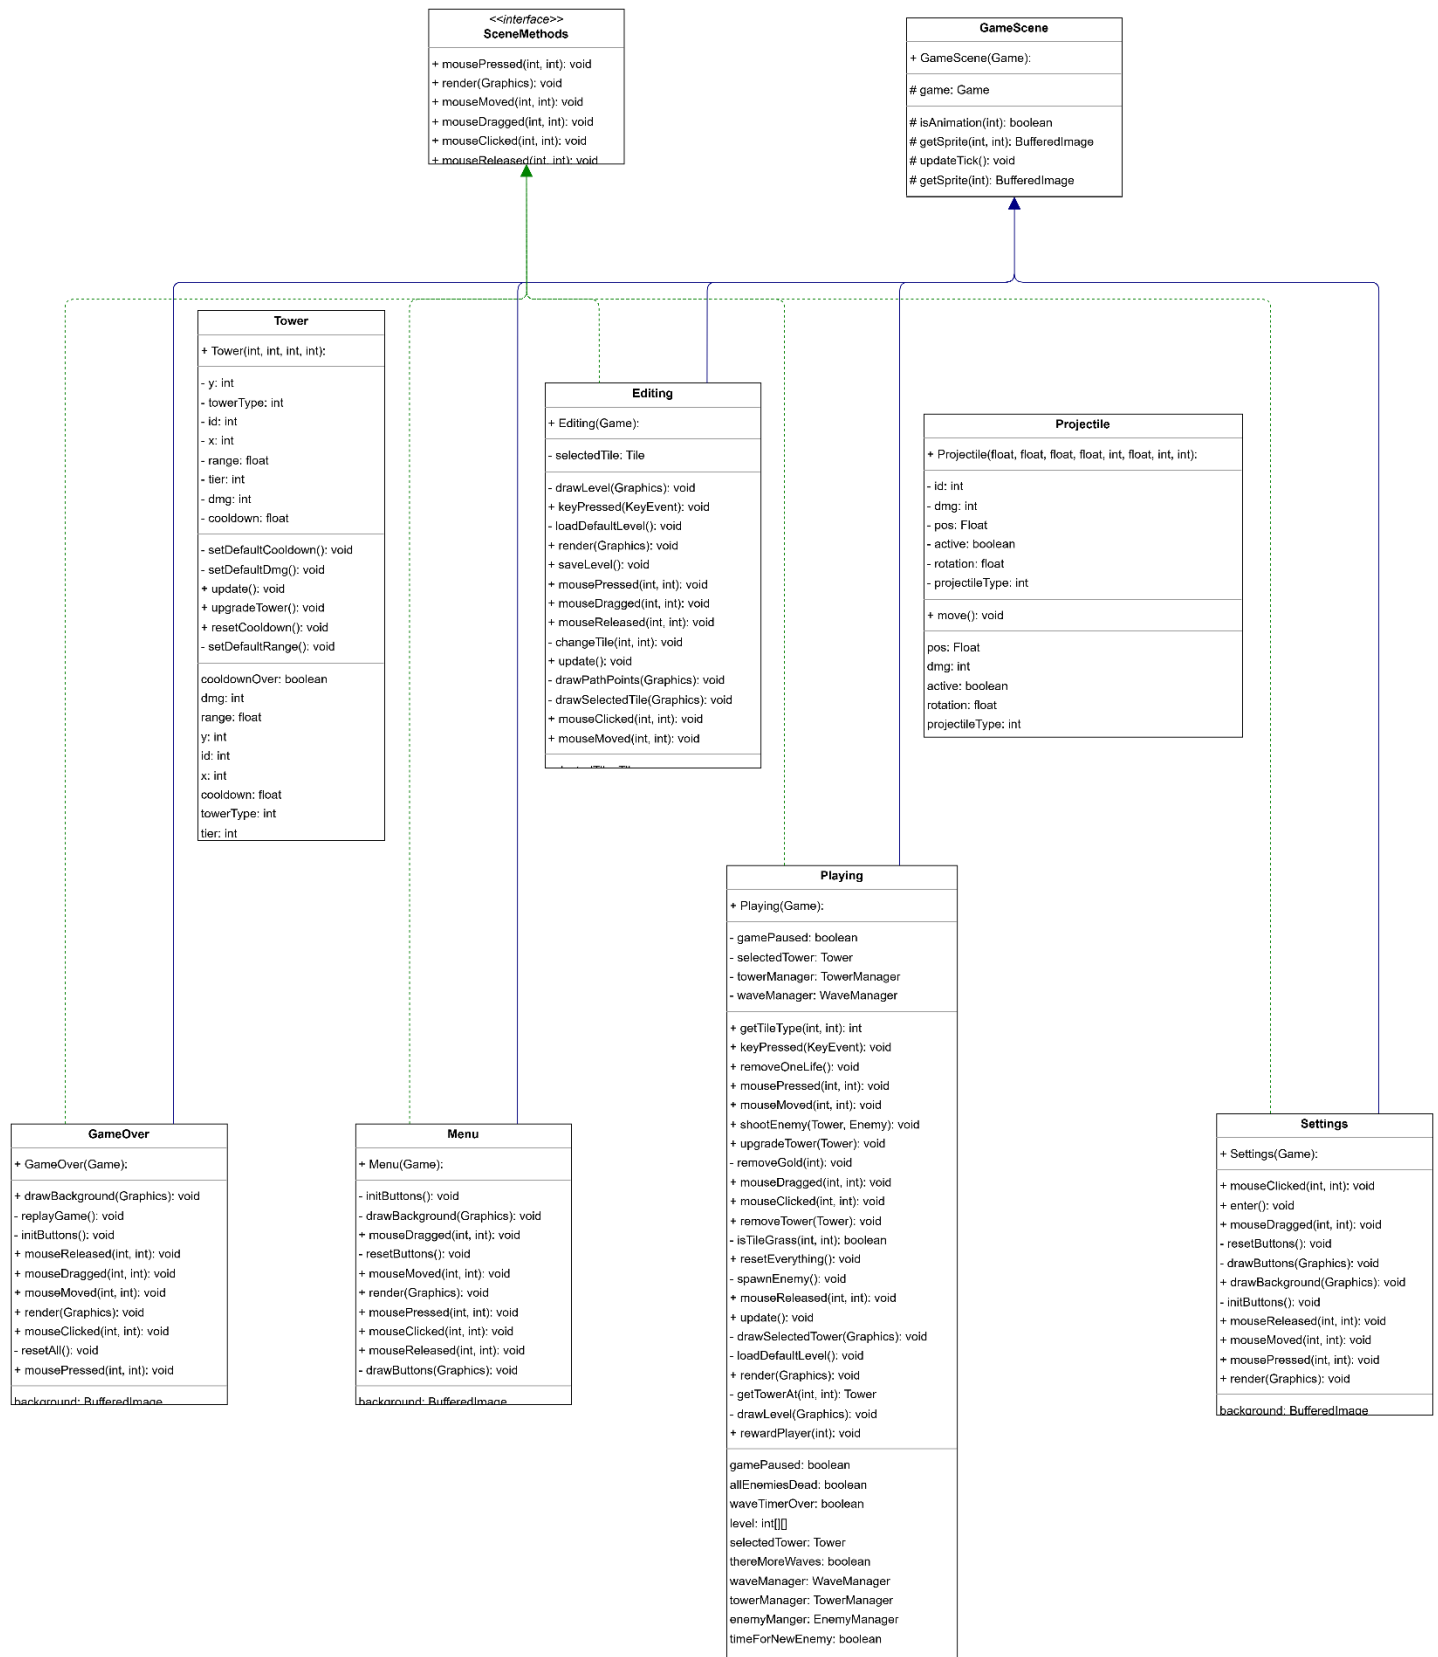 <<interface>>
SceneMethods
+ mousePressed(int, int): void
+ render(Graphics): void
+ mouseMoved(int, int): void
+ mouseDragged(int, int): void
+ mouseClicked(int, int): void
+ mouseReleased(int, int): void
GameScene
+ GameScene(Game):
# game: Game
# isAnimation(int): boolean
# getSprite(int, int): BufferedImage
# updateTick(): void
# getSprite(int): BufferedImage
Tower
+ Tower(int, int, int, int):
- y: int
- towerType: int
- id: int
- x: int
- range: float
- tier: int
- dmg: int
- cooldown: float
- setDefaultCooldown(): void
- setDefaultDmg(): void
+ update(): void
+ upgradeTower(): void
+ resetCooldown(): void
- setDefaultRange(): void
cooldownOver: boolean
dmg: int
range: float
y: int
id: int
x: int
cooldown: float
towerType: int
tier: int
Editing
+ Editing(Game):
- selectedTile: Tile
- drawLevel(Graphics): void
+ keyPressed(KeyEvent): void
- loadDefaultLevel(): void
+ render(Graphics): void
+ saveLevel(): void
+ mousePressed(int, int): void
+ mouseDragged(int, int): void
+ mouseReleased(int, int): void
- changeTile(int, int): void
+ update(): void
- drawPathPoints(Graphics): void
- drawSelectedTile(Graphics): void
+ mouseClicked(int, int): void
+ mouseMoved(int, int): void
Projectile
+ Projectile(float, float, float, float, int, float, int, int):
- id: int
- dmg: int
- pos: Float
- active: boolean
- rotation: float
- projectileType: int
+ move(): void
pos: Float
dmg: int
active: boolean
rotation: float
projectileType: int
Playing
+ Playing(Game):
- gamePaused: boolean
- selectedTower: Tower
- towerManager: TowerManager
- waveManager: WaveManager
+ getTileType(int, int): int
+ keyPressed(KeyEvent): void
+ removeOneLife(): void
+ mousePressed(int, int): void
+ mouseMoved(int, int): void
+ shootEnemy(Tower, Enemy): void
+ upgradeTower(Tower): void
- removeGold(int): void
+ mouseDragged(int, int): void
+ mouseClicked(int, int): void
+ removeTower(Tower): void
- isTileGrass(int, int): boolean
+ resetEverything(): void
- spawnEnemy(): void
+ mouseReleased(int, int): void
+ update(): void
- drawSelectedTower(Graphics): void
- loadDefaultLevel(): void
+ render(Graphics): void
- getTowerAt(int, int): Tower
- drawLevel(Graphics): void
+ rewardPlayer(int): void
gamePaused: boolean
allEnemiesDead: boolean
waveTimerOver: boolean
level: int[][]
selectedTower: Tower
thereMoreWaves: boolean
waveManager: WaveManager
towerManager: TowerManager
enemyManger: EnemyManager
timeForNewEnemy: boolean
GameOver
+ GameOver(Game):
+ drawBackground(Graphics): void
- replayGame(): void
- initButtons(): void
+ mouseReleased(int, int): void
+ mouseDragged(int, int): void
+ mouseMoved(int, int): void
+ render(Graphics): void
+ mouseClicked(int, int): void
- resetAll(): void
+ mousePressed(int, int): void
background: BufferedImage
Menu
+ Menu(Game):
- initButtons(): void
- drawBackground(Graphics): void
+ mouseDragged(int, int): void
- resetButtons(): void
+ mouseMoved(int, int): void
+ render(Graphics): void
+ mousePressed(int, int): void
+ mouseClicked(int, int): void
+ mouseReleased(int, int): void
- drawButtons(Graphics): void
background: BufferedImage
Settings
+ Settings(Game):
+ mouseClicked(int, int): void
+ enter(): void
+ mouseDragged(int, int): void
- resetButtons(): void
- drawButtons(Graphics): void
+ drawBackground(Graphics): void
- initButtons(): void
+ mouseReleased(int, int): void
+ mouseMoved(int, int): void
+ mousePressed(int, int): void
+ render(Graphics): void
background: BufferedImage